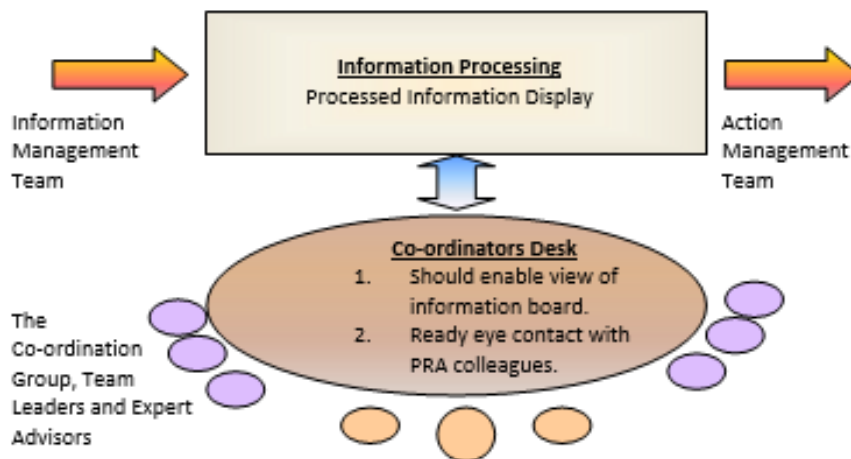 Information Processing
Processed Information Display
Information
Management
Team
Action
Management
Team
Co-ordinators Desk
1. Should enable view of
information board.
2. Ready eye contact with
PRA colleagues.
The
Co-ordination
Group, Team
Leaders and Expert
Advisors